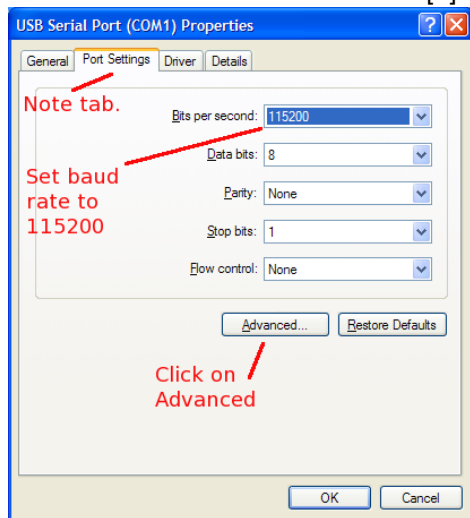 USB Serial Port (COM1) Properties
General Port Settings Driver Details
Note tab.
Bits per second: 115200
Data bits: 8
Set baud
rate to
115200
Parity: None
Stop bits: 1
Flow control: None
Advanced... Restore Defaults
Click on
Advanced
OK Cancel